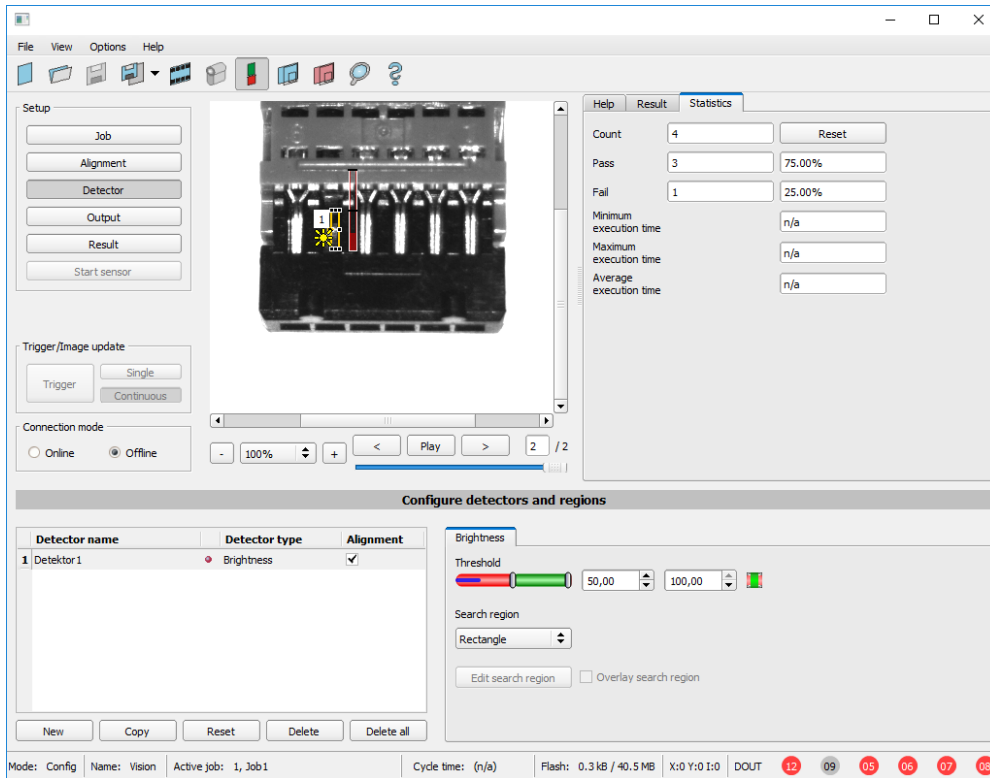 File View Options Help
Setup
Job
Alignment
Detector
Output
Result
Start sensor
Trigger/Image update
Trigger
Single
Continuous
Connection mode
Online Offline
1
- 100% + < Play > 2 / 2
Help Result Statistics
Count 4 Reset
Pass 3 75.00%
Fail 1 25.00%
Minimum
execution time n/a
Maximum
execution time n/a
Average
execution time n/a
Configure detectors and regions
Detector name Detector type Alignment
1 Detektor1 Brightness
New Copy Reset Delete Delete all
Brightness
Threshold
50,00 100,00
Search region
Rectangle
Edit search region Overlay search region
Mode: Config Name: Vision Active job: 1, Job1 Cycle time: (n/a) Flash: 0.3 kB / 40.5 MB X:0 Y:0 I:0 DOUT 12 09 05 06 07 08